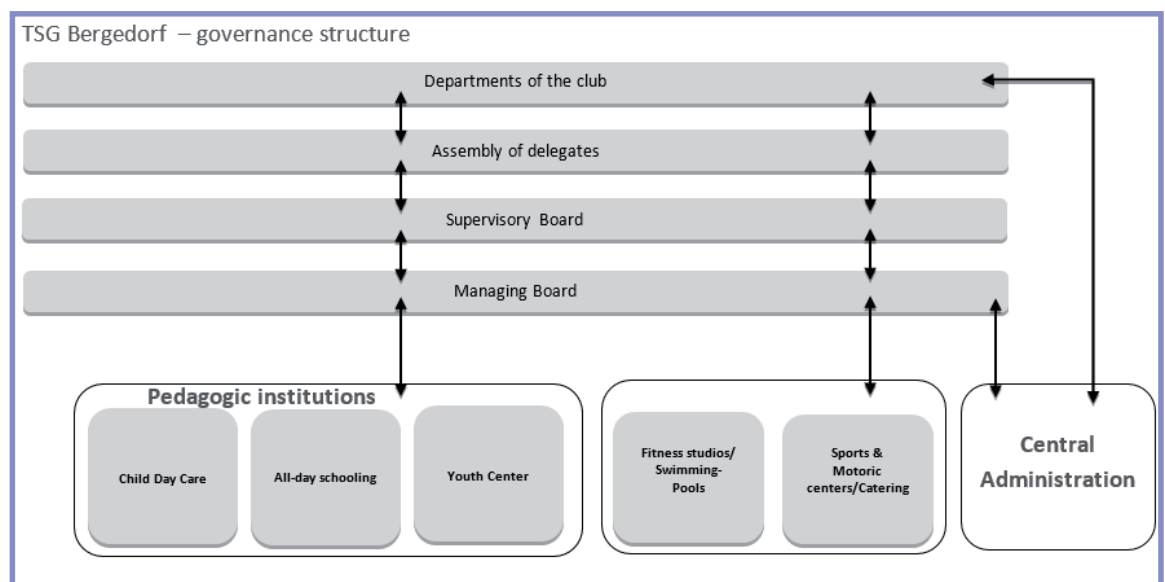 TSG Bergedorf – governance structure
Departments of the club
Assembly of delegates
Supervisory Board
Managing Board
Pedagogic institutions
Child Day Care
All-day schooling
Youth Center
Fitness studios/
Swimming-
Pools
Sports &
Motoric
centers/Catering
Central
Administration